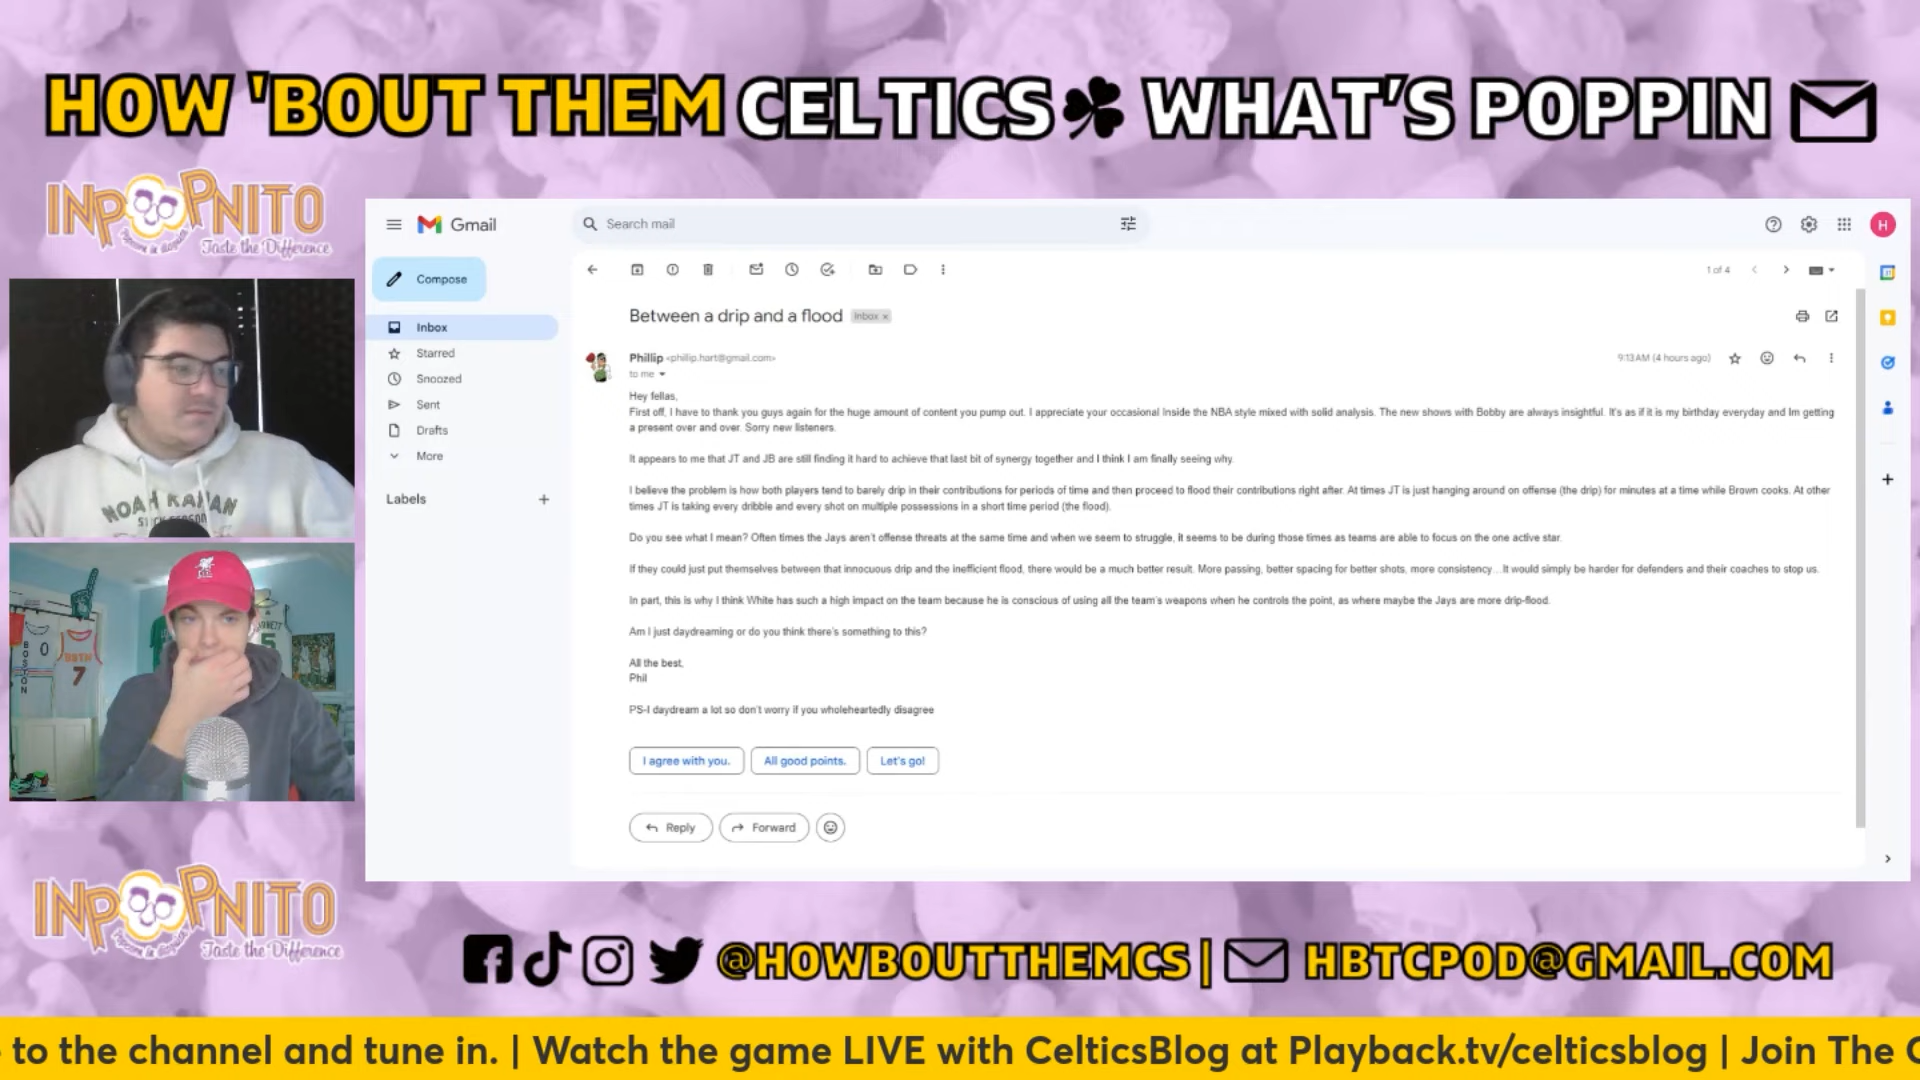 HOW 'BOUT THEM CELTICS WHAT'S POPPIN
INPOPNITO
Taste the Difference
Gmail
Search mail
H
Compose
1 of 4
Between a drip and a flood Inbox x
Inbox
Starred
Snoozed
Sent
Drafts
More
Labels
Phillip <phillip.hart@gmail.com>
9:13 AM (4 hours ago)
to me
Hey fellas,
First off, I have to thank you guys again for the huge amount of content you pump out. I appreciate your occasional Inside the NBA style mixed with solid analysis. The new shows with Bobby are always insightful. It's as if it is my birthday everyday and Im getting
a present over and over. Sorry new listeners.
It appears to me that JT and JB are still finding it hard to achieve that last bit of synergy together and I think I am finally seeing why.
I believe the problem is how both players tend to barely drip in their contributions for periods of time and then proceed to flood their contributions right after. At times JT is just hanging around on offense (the drip) for minutes at a time while Brown cooks. At other
times JT is taking every dribble and every shot on multiple possessions in a short time period (the flood).
Do you see what I mean? Often times the Jays aren't offense threats at the same time and when we seem to struggle, it seems to be during those times as teams are able to focus on the one active star.
If they could just put themselves between that innocuous drip and the inefficient flood, there would be a much better result. More passing, better spacing for better shots, more consistency...It would simply be harder for defenders and their coaches to stop us.
In part, this is why I think White has such a high impact on the team because he is conscious of using all the team's weapons when he controls the point, as where maybe the Jays are more drip-flood.
Am I just daydreaming or do you think there's something to this?
All the best,
Phil
PS-I daydream a lot so don't worry if you wholeheartedly disagree
I agree with you.
All good points.
Let's go!
Reply
Forward
NOAH KAHAN
BOSTON
0
BSTN
7
5
INPOPNITO
Taste the Difference
@HOWBOUTTHEMCS | HBTCPOD@GMAIL.COM
to the channel and tune in. | Watch the game LIVE with CelticsBlog at Playback.tv/celticsblog | Join The